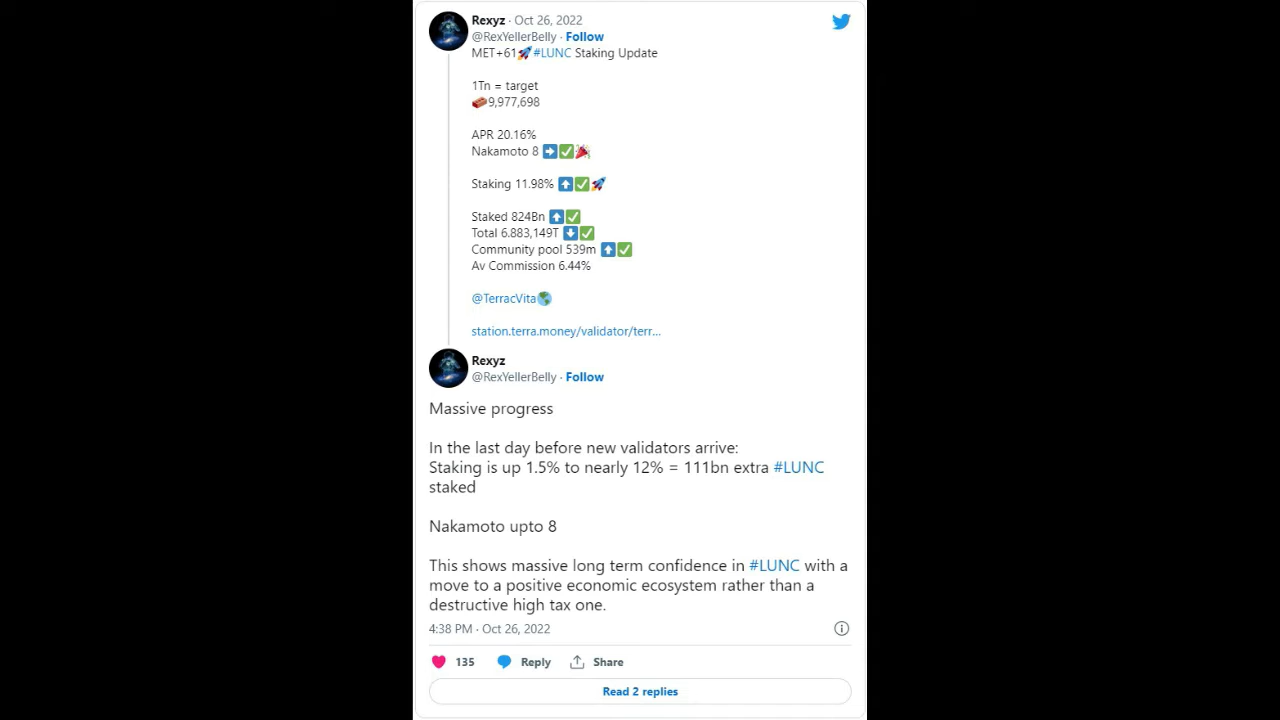 Rexyz · Oct 26, 2022
@RexYellerBelly · Follow
MET+61🚀#LUNC Staking Update
1Tn = target
🧱9,977,698
APR 20.16%
Nakamoto 8 ➡️✅🎉
Staking 11.98% ⬆️✅🚀
Staked 824Bn ⬆️✅
Total 6.883,149T ⬇️✅
Community pool 539m ⬆️✅
Av Commission 6.44%
@TerracVita🌎
station.terra.money/validator/terr...
Rexyz
@RexYellerBelly · Follow
Massive progress
In the last day before new validators arrive:
Staking is up 1.5% to nearly 12% = 111bn extra #LUNC
staked
Nakamoto upto 8
This shows massive long term confidence in #LUNC with a
move to a positive economic ecosystem rather than a
destructive high tax one.
4:38 PM · Oct 26, 2022
135 Reply Share
Read 2 replies